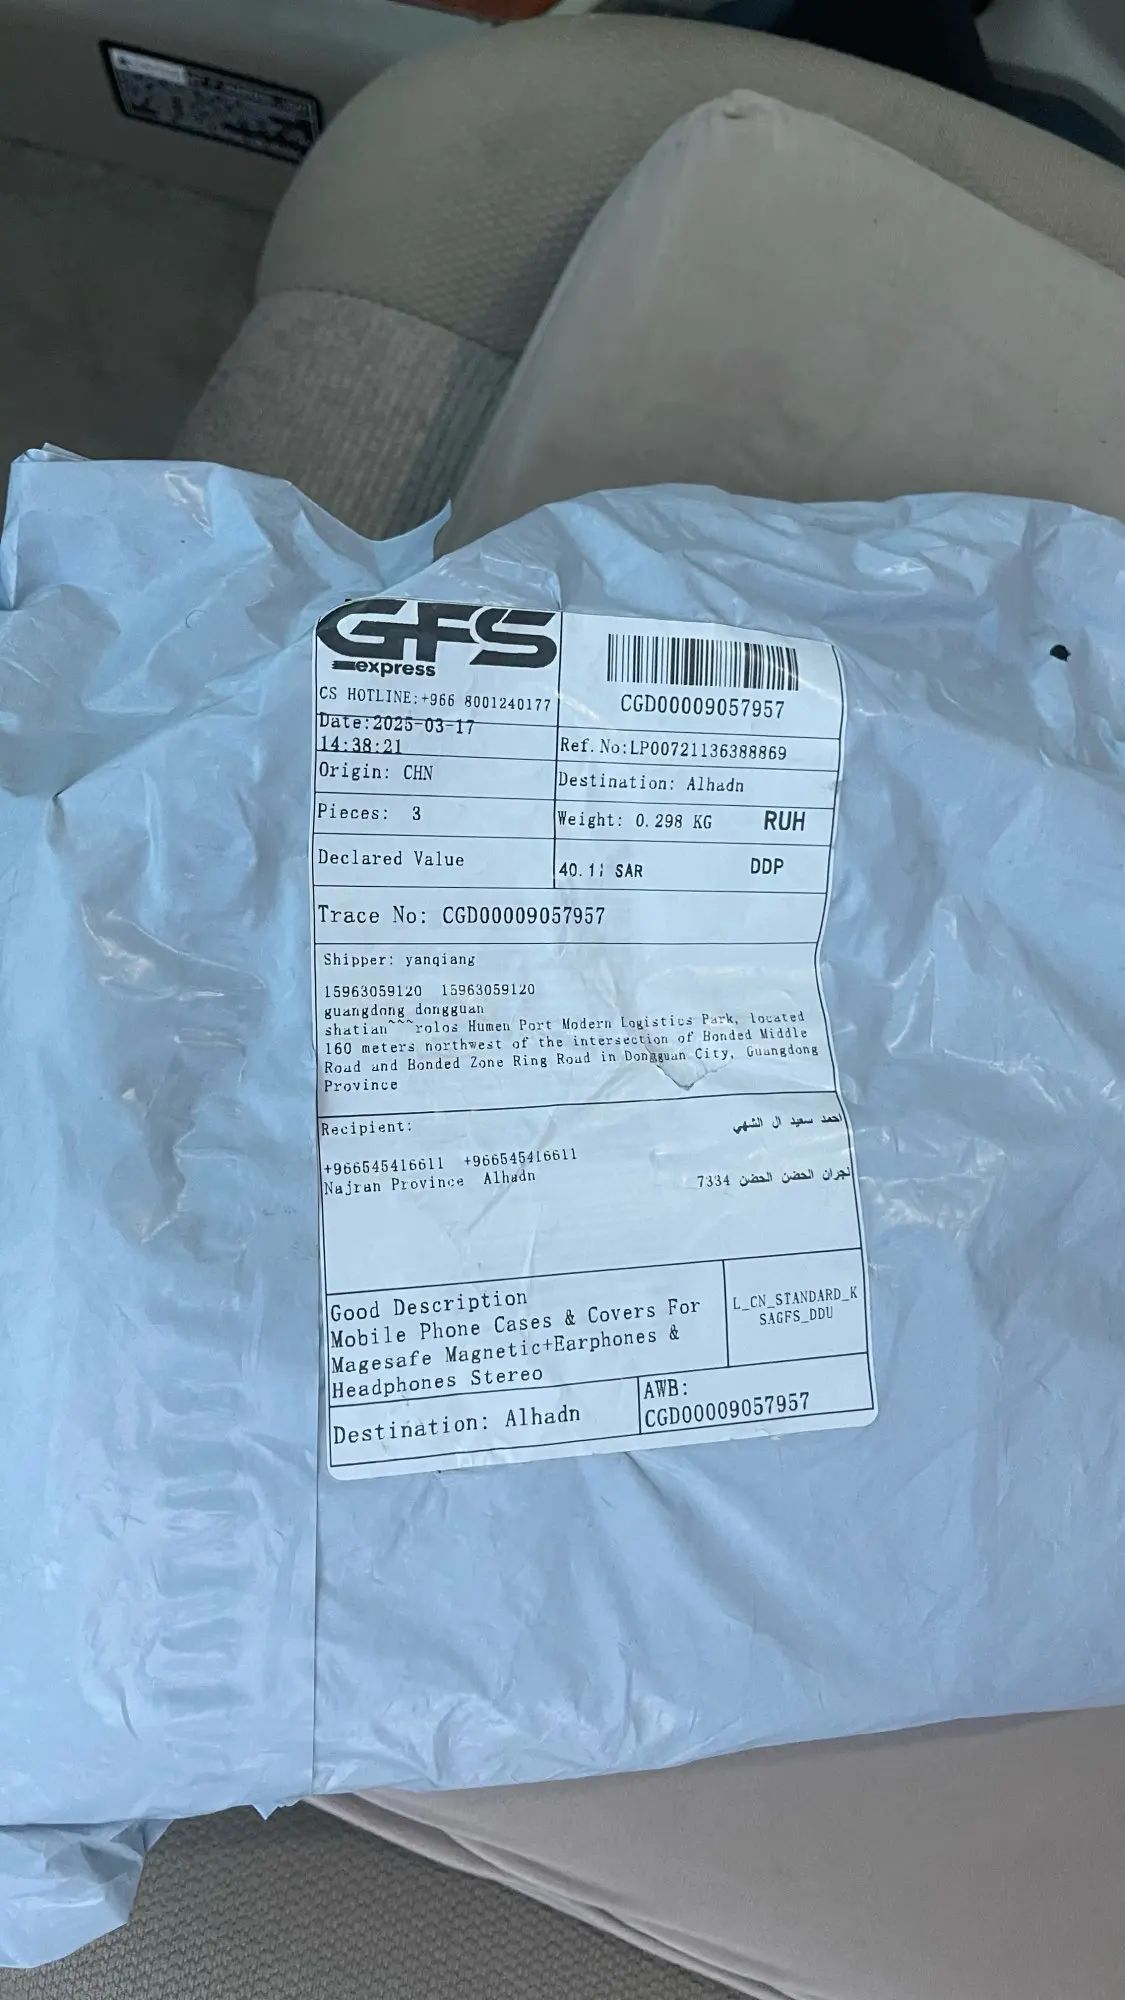 GFS
express
CGD00009057957
CS HOTLINE:+966 8001240177
Date:2025-03-17
14:38:21
Ref. No:LP00721136388869
Origin: CHN
Destination: Alhadn
Pieces: 3
Weight: 0.298 KG RUH
Declared Value
SAR DDP
Trace No: CGD00009057957
Shipper: yanqiang
15963059120 15963059120
guangdong dongguan
shatian~~~rolos Humen Port Modern Logistics Park, located
160 meters northwest of the intersection of Bonded Middle
Road and Bonded Zone Ring Road in Dongguan City, Guangdong
Province
Recipient:
احمد سعيد ال الشهي
+966545416611 +966545416611
Najran Province Alhadn
نجران الحضن الحضن 7334
Good Description
Mobile Phone Cases & Covers For
Magesafe Magnetic+Earphones &
Headphones Stereo
L_CN_STANDARD_K
SAGFS_DDU
Destination: Alhadn
AWB:
CGD00009057957